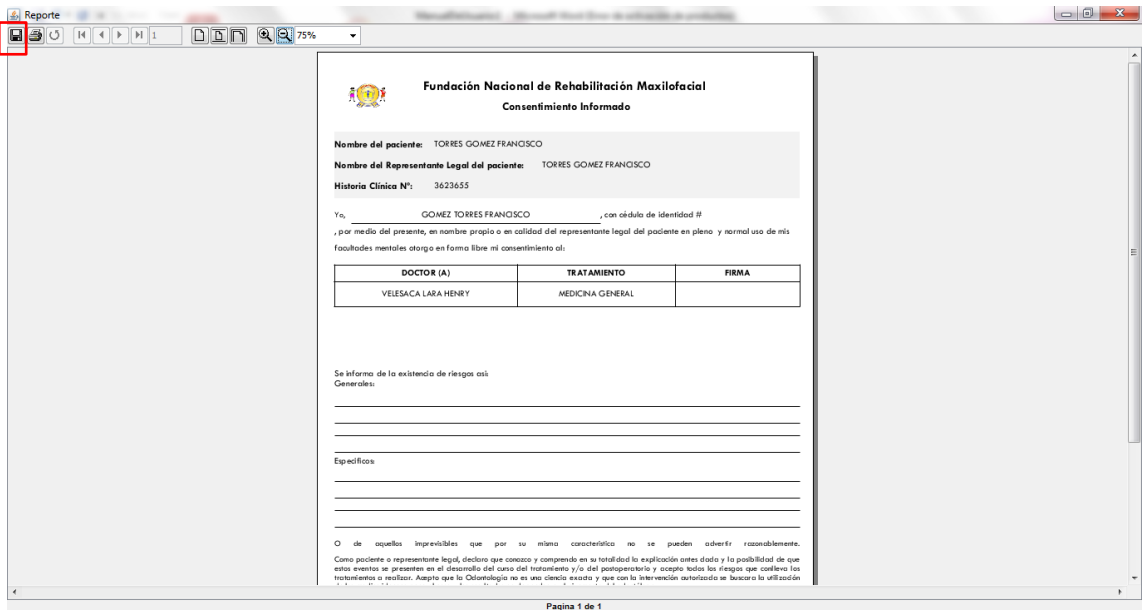 Reporte
1
75%
Fundación Nacional de Rehabilitación Maxilofacial
Consentimiento Informado
Nombre del paciente: TORRES GOMEZ FRANCISCO
Nombre del Representante Legal del paciente: TORRES GOMEZ FRANCISCO
Historia Clínica Nº: 3623655
Yo, GOMEZ TORRES FRANCISCO , con cédula de identidad #
, por medio del presente, en nombre propio o en calidad del representante legal del paciente en pleno y normal uso de mis
facultades mentales otorgo en forma libre mi consentimiento al:
DOCTOR (A) TRATAMIENTO FIRMA
VELESACA LARA HENRY MEDICINA GENERAL
Se informa de la existencia de riesgos así:
Generales:
Específicos:
O de aquellos imprevisibles que por su misma característica no se pueden advertir razonablemente.
Como paciente o representante legal, declaro que conozco y comprendo en su totalidad la explicación antes dada y la posibilidad de que
estos eventos se presenten en el desarrollo del curso del tratamiento y/o del postoperatorio y acepto todos los riesgos que conlleva los
tratamientos a realizar. Acepto que la Odontología no es una ciencia exacta y que con la intervención autorizada se buscara la utilización
Pagina 1 de 1